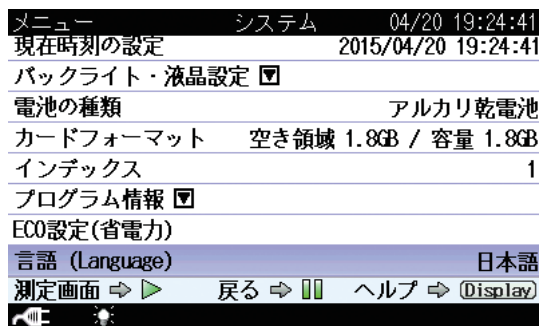 メニュー システム 04/20 19:24:41
現在時刻の設定 2015/04/20 19:24:41
バックライト・液晶設定 ▼
電池の種類 アルカリ乾電池
カードフォーマット 空き領域 1.8GB / 容量 1.8GB
インデックス 1
プログラム情報 ▼
ECO設定(省電力)
言語 (Language) 日本語
測定画面 ⇨ ▷ 戻る ⇨ ▯▯ ヘルプ ⇨ (Display)